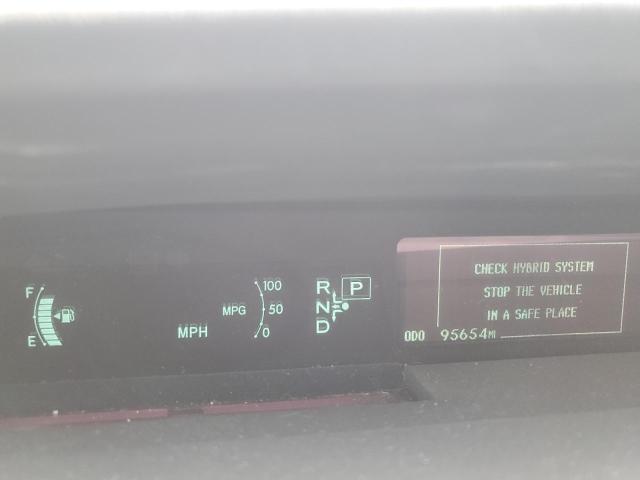 F
E
MPH
MPG
100
50
0
R
N
D
P
CHECK HYBRID SYSTEM
STOP THE VEHICLE
IN A SAFE PLACE
ODO 95654MI